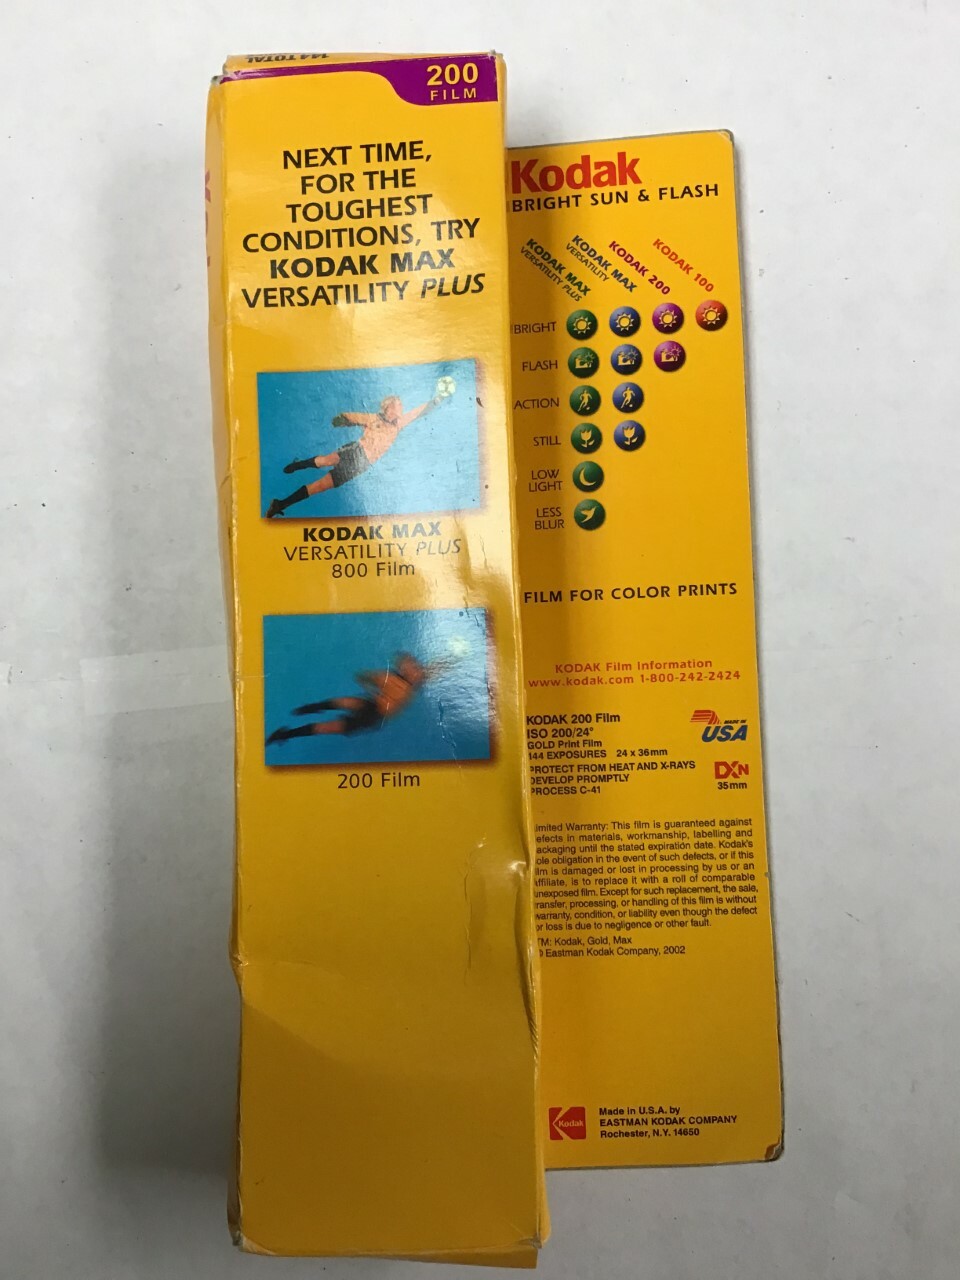 144 TOTAL
200
FILM
NEXT TIME,
FOR THE
TOUGHEST
CONDITIONS, TRY
KODAK MAX
VERSATILITY PLUS
KODAK MAX
VERSATILITY PLUS
800 Film
200 Film
Kodak
BRIGHT SUN & FLASH
KODAK MAX
VERSATILITY PLUS
KODAK MAX
VERSATILITY
KODAK 200
KODAK 100
BRIGHT
FLASH
ACTION
STILL
LOW
LIGHT
LESS
BLUR
FILM FOR COLOR PRINTS
KODAK Film Information
www.kodak.com 1-800-242-2424
KODAK 200 Film
ISO 200/24°
GOLD Print Film
144 EXPOSURES 24 x 36mm
PROTECT FROM HEAT AND X-RAYS
DEVELOP PROMPTLY
PROCESS C-41
MADE IN
USA
DXN
35mm
Limited Warranty: This film is guaranteed against
defects in materials, workmanship, labelling and
packaging until the stated expiration date. Kodak's
sole obligation in the event of such defects, or if this
film is damaged or lost in processing by us or an
affiliate, is to replace it with a roll of comparable
unexposed film. Except for such replacement, the sale,
transfer, processing, or handling of this film is without
warranty, condition, or liability even though the defect
or loss is due to negligence or other fault.
TM: Kodak, Gold, Max
© Eastman Kodak Company, 2002
Kodak
Made in U.S.A. by
EASTMAN KODAK COMPANY
Rochester, N.Y. 14650